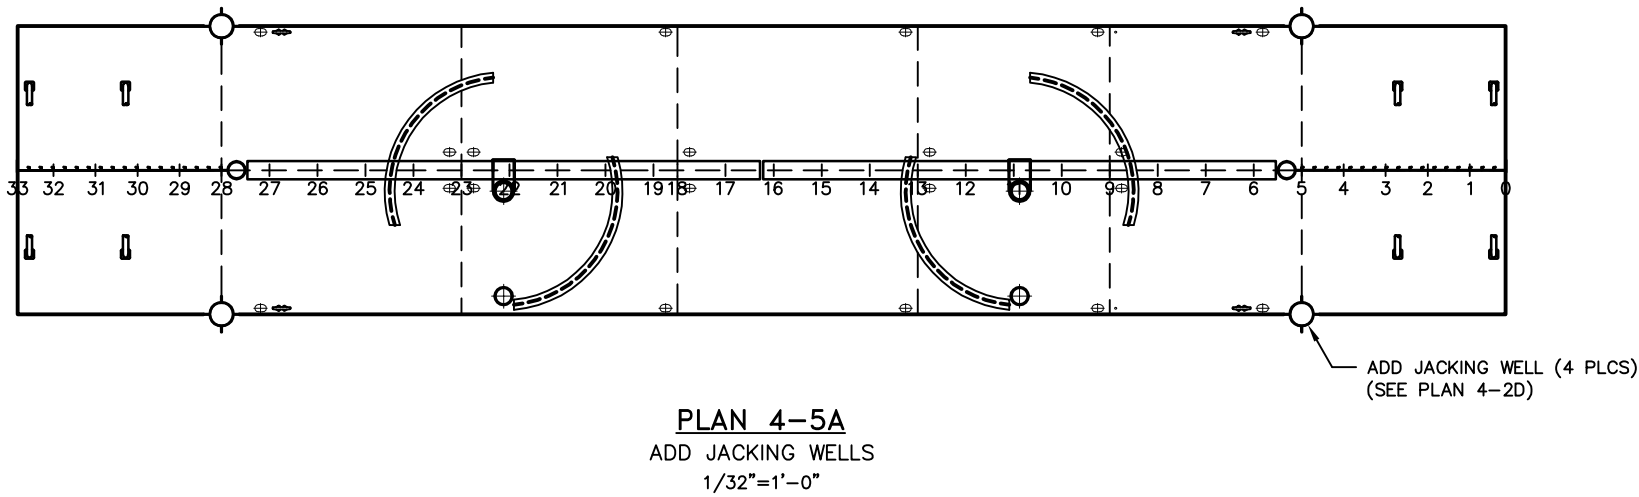 33 32 31 30 29 28 27 26 25 24 23 22 21 20 19 18 17 16 15 14 13 12 11 10 9 8 7 6 5 4 3 2 1 0
ADD JACKING WELL (4 PLCS)
(SEE PLAN 4-2D)
PLAN 4-5A
ADD JACKING WELLS
1/32"=1'-0"